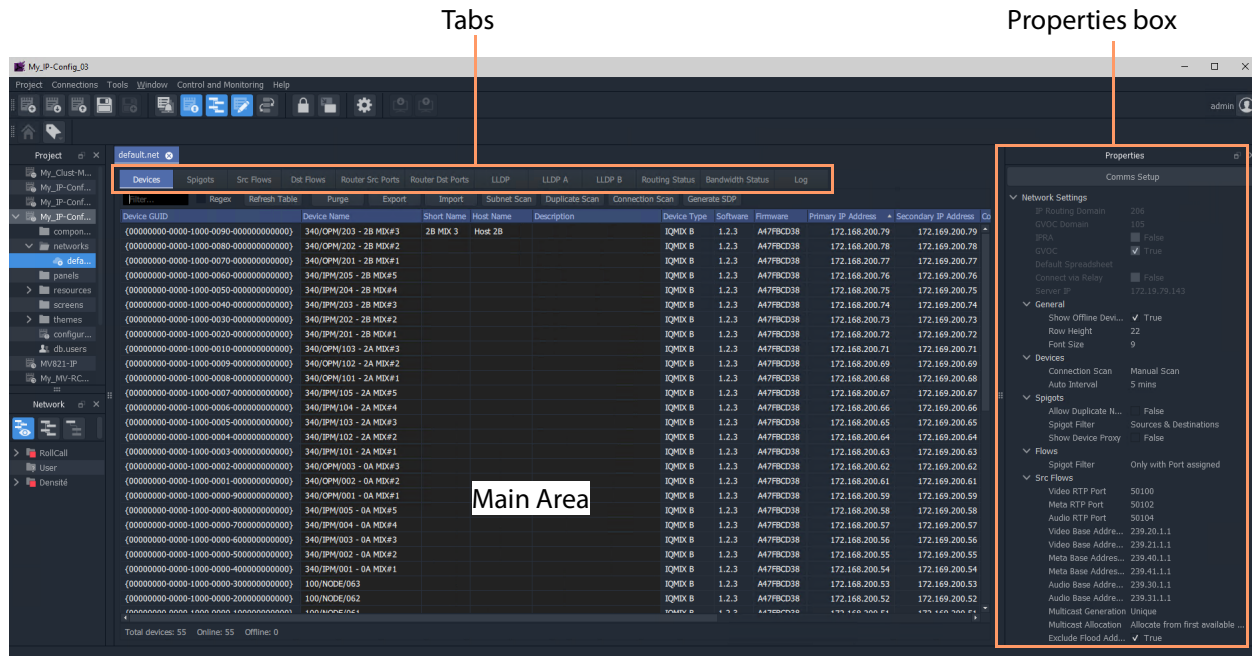 Tabs
Properties box
My_IP-Config_03
Project Connections Tools Window Control and Monitoring Help
admin
Project
My_Clust-M...
My_IP-Conf...
My_IP-Conf...
My_IP-Conf...
compon...
networks
defa...
panels
resources
screens
themes
configur...
db.users
MV821-IP
My_MV-RC...
Network
RollCall
User
Densité
default.net
Devices Spigots Src Flows Dst Flows Router Src Ports Router Dst Ports LLDP LLDP A LLDP B Routing Status Bandwidth Status Log
Filter... Regex Refresh Table Purge Export Import Subnet Scan Duplicate Scan Connection Scan Generate SDP
Device GUID Device Name Short Name Host Name Description Device Type Software Firmware Primary IP Address Secondary IP Address Co
{00000000-0000-1000-0090-000000000000} 340/OPM/203 - 2B MIX#3 2B MIX 3 Host 2B IQMIX B 1.2.3 A47FBCD38 172.168.200.79 172.169.200.79
{00000000-0000-1000-0080-000000000000} 340/OPM/202 - 2B MIX#2 IQMIX B 1.2.3 A47FBCD38 172.168.200.78 172.169.200.78
{00000000-0000-1000-0070-000000000000} 340/OPM/201 - 2B MIX#1 IQMIX B 1.2.3 A47FBCD38 172.168.200.77 172.169.200.77
{00000000-0000-1000-0060-000000000000} 340/IPM/205 - 2B MIX#5 IQMIX B 1.2.3 A47FBCD38 172.168.200.76 172.169.200.76
{00000000-0000-1000-0050-000000000000} 340/IPM/204 - 2B MIX#4 IQMIX B 1.2.3 A47FBCD38 172.168.200.75 172.169.200.75
{00000000-0000-1000-0040-000000000000} 340/IPM/203 - 2B MIX#3 IQMIX B 1.2.3 A47FBCD38 172.168.200.74 172.169.200.74
{00000000-0000-1000-0030-000000000000} 340/IPM/202 - 2B MIX#2 IQMIX B 1.2.3 A47FBCD38 172.168.200.73 172.169.200.73
{00000000-0000-1000-0020-000000000000} 340/IPM/201 - 2B MIX#1 IQMIX B 1.2.3 A47FBCD38 172.168.200.72 172.169.200.72
{00000000-0000-1000-0010-000000000000} 340/OPM/103 - 2A MIX#3 IQMIX B 1.2.3 A47FBCD38 172.168.200.71 172.169.200.71
{00000000-0000-1000-0009-000000000000} 340/OPM/102 - 2A MIX#2 IQMIX B 1.2.3 A47FBCD38 172.168.200.69 172.169.200.69
{00000000-0000-1000-0008-000000000000} 340/OPM/101 - 2A MIX#1 IQMIX B 1.2.3 A47FBCD38 172.168.200.68 172.169.200.68
{00000000-0000-1000-0007-000000000000} 340/IPM/105 - 2A MIX#5 IQMIX B 1.2.3 A47FBCD38 172.168.200.67 172.169.200.67
{00000000-0000-1000-0006-000000000000} 340/IPM/104 - 2A MIX#4 IQMIX B 1.2.3 A47FBCD38 172.168.200.66 172.169.200.66
{00000000-0000-1000-0005-000000000000} 340/IPM/103 - 2A MIX#3 IQMIX B 1.2.3 A47FBCD38 172.168.200.65 172.169.200.65
{00000000-0000-1000-0004-000000000000} 340/IPM/102 - 2A MIX#2 IQMIX B 1.2.3 A47FBCD38 172.168.200.64 172.169.200.64
{00000000-0000-1000-0003-000000000000} 340/IPM/101 - 2A MIX#1 IQMIX B 1.2.3 A47FBCD38 172.168.200.63 172.169.200.63
{00000000-0000-1000-0002-000000000000} 340/OPM/003 - 0A MIX#3 IQMIX B 1.2.3 A47FBCD38 172.168.200.62 172.169.200.62
{00000000-0000-1000-0001-000000000000} 340/OPM/002 - 0A MIX#2 IQMIX B 1.2.3 A47FBCD38 172.168.200.61 172.169.200.61
{00000000-0000-1000-0000-900000000000} 340/OPM/001 - 0A MIX#1 IQMIX B 1.2.3 A47FBCD38 172.168.200.59 172.169.200.59
{00000000-0000-1000-0000-800000000000} 340/IPM/005 - 0A MIX#5 IQMIX B 1.2.3 A47FBCD38 172.168.200.58 172.169.200.58
{00000000-0000-1000-0000-700000000000} 340/IPM/004 - 0A MIX#4 IQMIX B 1.2.3 A47FBCD38 172.168.200.57 172.169.200.57
{00000000-0000-1000-0000-600000000000} 340/IPM/003 - 0A MIX#3 IQMIX B 1.2.3 A47FBCD38 172.168.200.56 172.169.200.56
{00000000-0000-1000-0000-500000000000} 340/IPM/002 - 0A MIX#2 IQMIX B 1.2.3 A47FBCD38 172.168.200.55 172.169.200.55
{00000000-0000-1000-0000-400000000000} 340/IPM/001 - 0A MIX#1 IQMIX B 1.2.3 A47FBCD38 172.168.200.54 172.169.200.54
{00000000-0000-1000-0000-300000000000} 100/NODE/063 IQMIX B 1.2.3 A47FBCD38 172.168.200.53 172.169.200.53
{00000000-0000-1000-0000-200000000000} 100/NODE/062 IQMIX B 1.2.3 A47FBCD38 172.168.200.52 172.169.200.52
Main Area
Total devices: 55 Online: 55 Offline: 0
Properties
Comms Setup
Network Settings
IP Routing Domain 206
GVOC Domain 105
IPRA False
GVOC True
Default Spreadsheet
Connect via Relay False
Server IP 172.19.79.143
General
Show Offline Devi... True
Row Height 22
Font Size 9
Devices
Connection Scan Manual Scan
Auto Interval 5 mins
Spigots
Allow Duplicate N... False
Spigot Filter Sources & Destinations
Show Device Proxy False
Flows
Spigot Filter Only with Port assigned
Src Flows
Video RTP Port 50100
Meta RTP Port 50102
Audio RTP Port 50104
Video Base Addre... 239.20.1.1
Video Base Addre... 239.21.1.1
Meta Base Addres... 239.40.1.1
Meta Base Addres... 239.41.1.1
Audio Base Addre... 239.30.1.1
Audio Base Addre... 239.31.1.1
Multicast Generation Unique
Multicast Allocation Allocate from first available ...
Exclude Flood Add... True